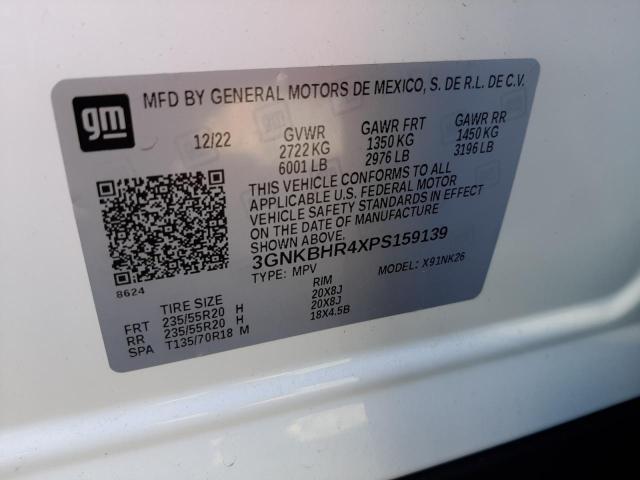 gm
MFD BY GENERAL MOTORS DE MEXICO, S. DE R.L. DE C.V.
12/22 GVWR GAWR FRT GAWR RR
2722 KG 1350 KG 1450 KG
6001 LB 2976 LB 3196 LB
THIS VEHICLE CONFORMS TO ALL
APPLICABLE U.S. FEDERAL MOTOR
VEHICLE SAFETY STANDARDS IN EFFECT
ON THE DATE OF MANUFACTURE
SHOWN ABOVE.
3GNKBHR4XPS159139
TYPE: MPV MODEL: X91NK26
8624
TIRE SIZE RIM
FRT 235/55R20 H 20X8J
RR 235/55R20 H 20X8J
SPA T135/70R18 M 18X4.5B